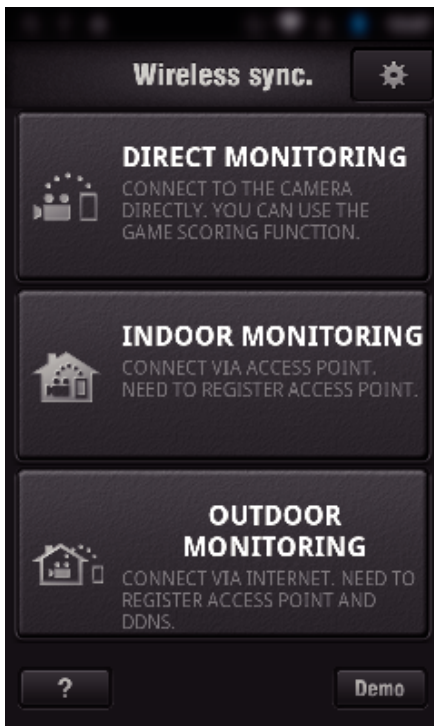 Wireless sync.
DIRECT MONITORING
CONNECT TO THE CAMERA
DIRECTLY. YOU CAN USE THE
GAME SCORING FUNCTION.
INDOOR MONITORING
CONNECT VIA ACCESS POINT.
NEED TO REGISTER ACCESS POINT.
OUTDOOR
MONITORING
CONNECT VIA INTERNET. NEED TO
REGISTER ACCESS POINT AND
DDNS.
?
Demo